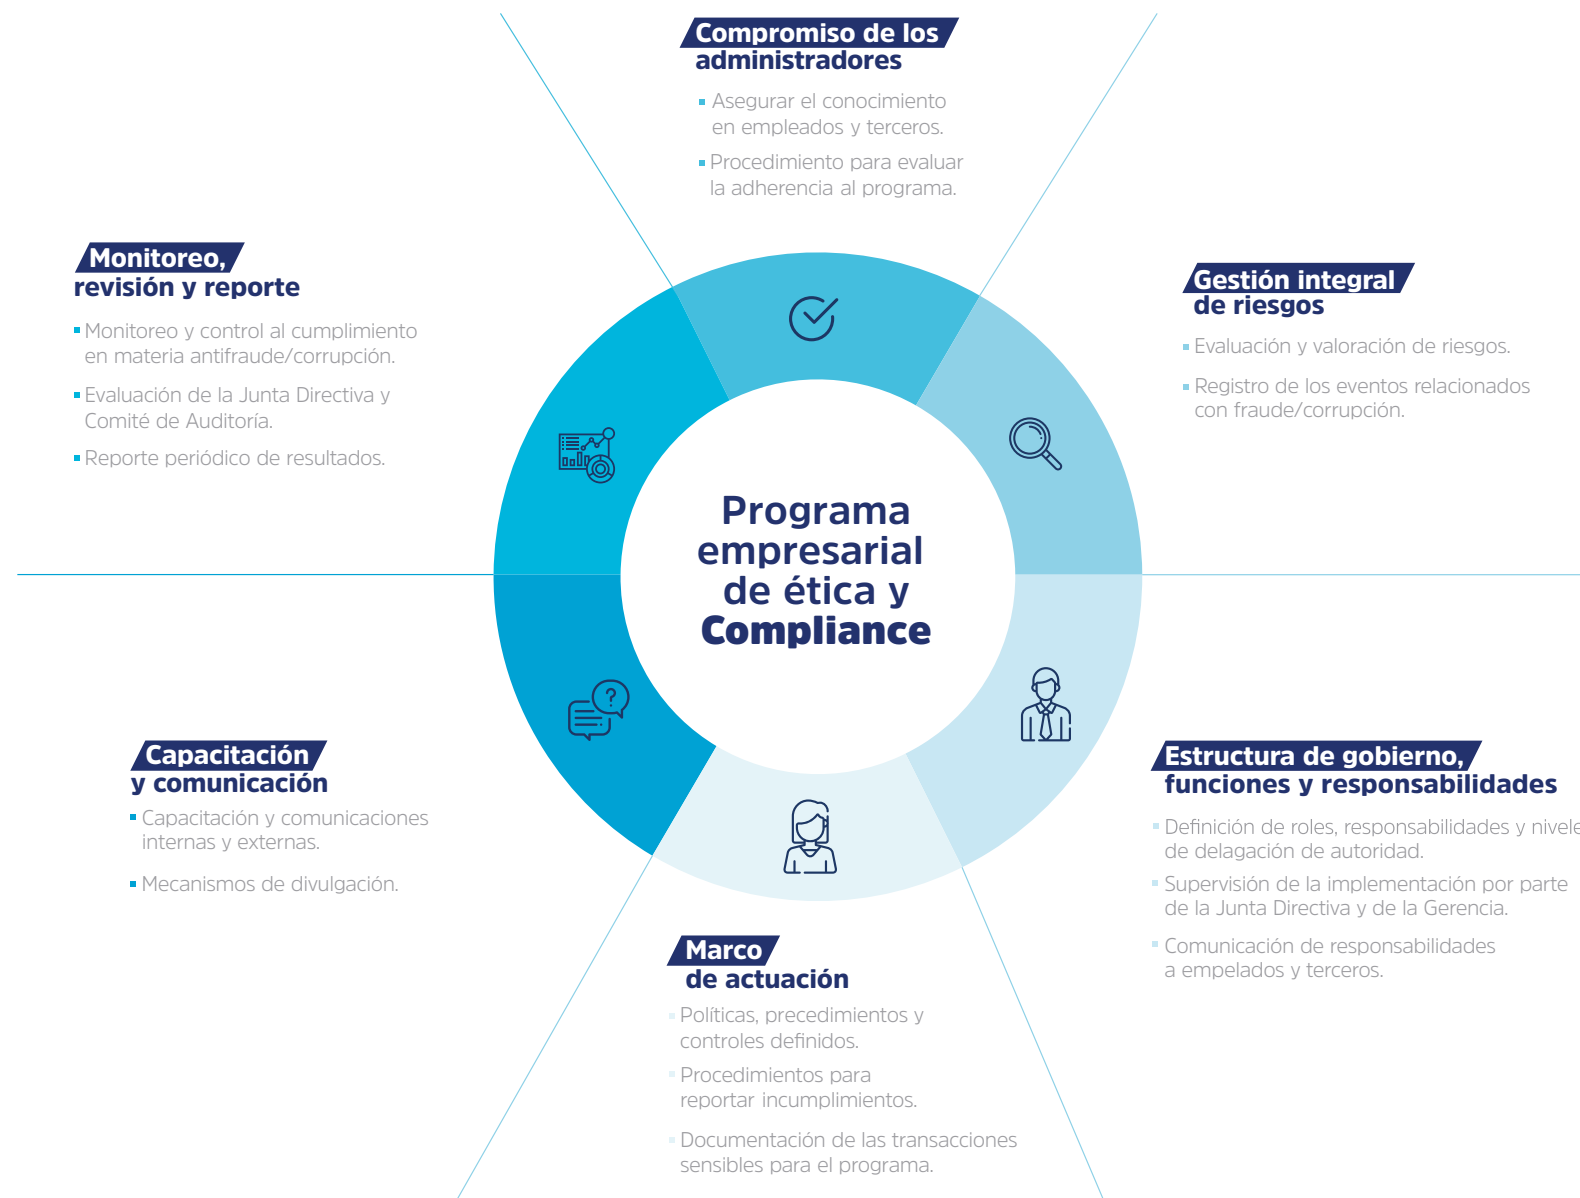 Compromiso de los
administradores
Asegurar el conocimiento
en empleados y terceros.
Procedimiento para evaluar
la adherencia al programa.
Gestión integral
de riesgos
Evaluación y valoración de riesgos.
Registro de los eventos relacionados
con fraude/corrupción.
Estructura de gobierno,
funciones y responsabilidades
Definición de roles, responsabilidades y nivele
de delagación de autoridad.
Supervisión de la implementación por parte
de la Junta Directiva y de la Gerencia.
Comunicación de responsabilidades
a empelados y terceros.
Marco
de actuación
Políticas, precedimientos y
controles definidos.
Procedimientos para
reportar incumplimientos.
Documentación de las transacciones
sensibles para el programa.
Capacitación
y comunicación
Capacitación y comunicaciones
internas y externas.
Mecanismos de divulgación.
Monitoreo,
revisión y reporte
Monitoreo y control al cumplimiento
en materia antifraude/corrupción.
Evaluación de la Junta Directiva y
Comité de Auditoría.
Reporte periódico de resultados.
Programa
empresarial
de ética y
Compliance
?